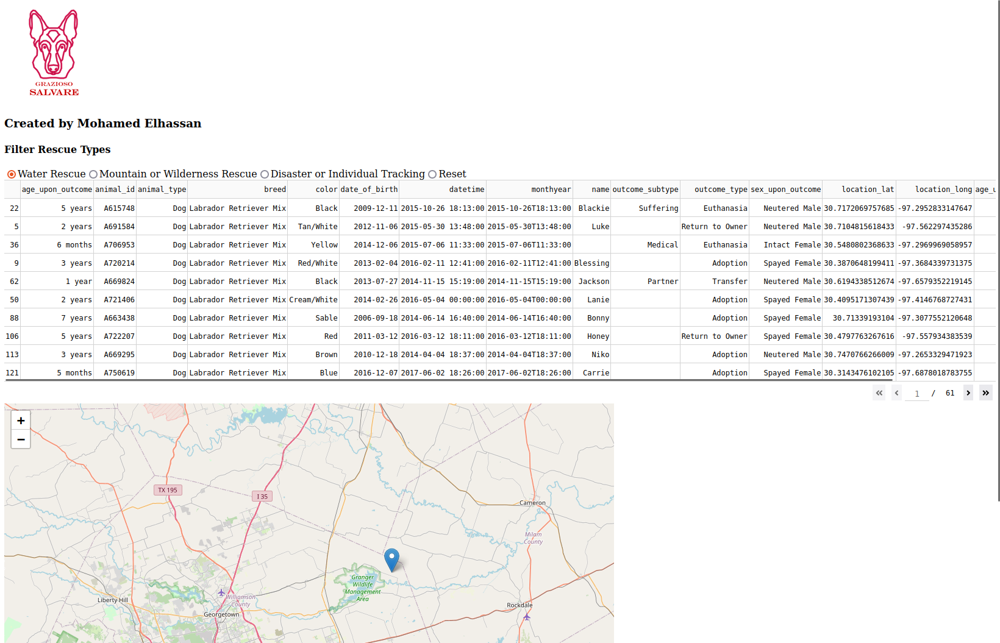 GRAZIOSO
SALVARE
Created by Mohamed Elhassan
Filter Rescue Types
Water Rescue Mountain or Wilderness Rescue Disaster or Individual Tracking Reset
age_upon_outcome animal_id animal_type breed color date_of_birth datetime monthyear name outcome_subtype outcome_type sex_upon_outcome location_lat location_long age_u
22 5 years A615748 Dog Labrador Retriever Mix Black 2009-12-11 2015-10-26 18:13:00 2015-10-26T18:13:00 Blackie Suffering Euthanasia Neutered Male 30.7172069757685 -97.2952833147647
5 2 years A691584 Dog Labrador Retriever Mix Tan/White 2012-11-06 2015-05-30 13:48:00 2015-05-30T13:48:00 Luke Return to Owner Neutered Male 30.7104815618433 -97.562297435286
36 6 months A706953 Dog Labrador Retriever Mix Yellow 2014-12-06 2015-07-06 11:33:00 2015-07-06T11:33:00 Medical Euthanasia Intact Female 30.5480802368633 -97.2969969058957
9 3 years A720214 Dog Labrador Retriever Mix Red/White 2013-02-04 2016-02-11 12:41:00 2016-02-11T12:41:00 Blessing Adoption Spayed Female 30.3870648199411 -97.3684339731375
62 1 year A669824 Dog Labrador Retriever Mix Black 2013-07-27 2014-11-15 15:19:00 2014-11-15T15:19:00 Jackson Partner Transfer Neutered Male 30.6194338512674 -97.6579352219145
50 2 years A721406 Dog Labrador Retriever Mix Cream/White 2014-02-26 2016-05-04 00:00:00 2016-05-04T00:00:00 Lanie Adoption Spayed Female 30.4095171307439 -97.4146768727431
88 7 years A663438 Dog Labrador Retriever Mix Sable 2006-09-18 2014-06-14 16:40:00 2014-06-14T16:40:00 Bonny Adoption Spayed Female 30.71339193104 -97.3077552120648
106 5 years A722207 Dog Labrador Retriever Mix Red 2011-03-12 2016-03-12 18:11:00 2016-03-12T18:11:00 Honey Return to Owner Spayed Female 30.4797763267616 -97.557934383539
113 3 years A669295 Dog Labrador Retriever Mix Brown 2010-12-18 2014-04-04 18:37:00 2014-04-04T18:37:00 Niko Adoption Neutered Male 30.7470766266009 -97.2653329471923
121 5 months A750619 Dog Labrador Retriever Mix Blue 2016-12-07 2017-06-02 18:26:00 2017-06-02T18:26:00 Carrie Adoption Spayed Female 30.3143476102105 -97.6878018783755
1 / 61
+
−
TX 195
I 35
Cameron
Milam
County
Granger
Wildlife
Management
Area
Williamson
County
Liberty Hill
Georgetown
Rockdale